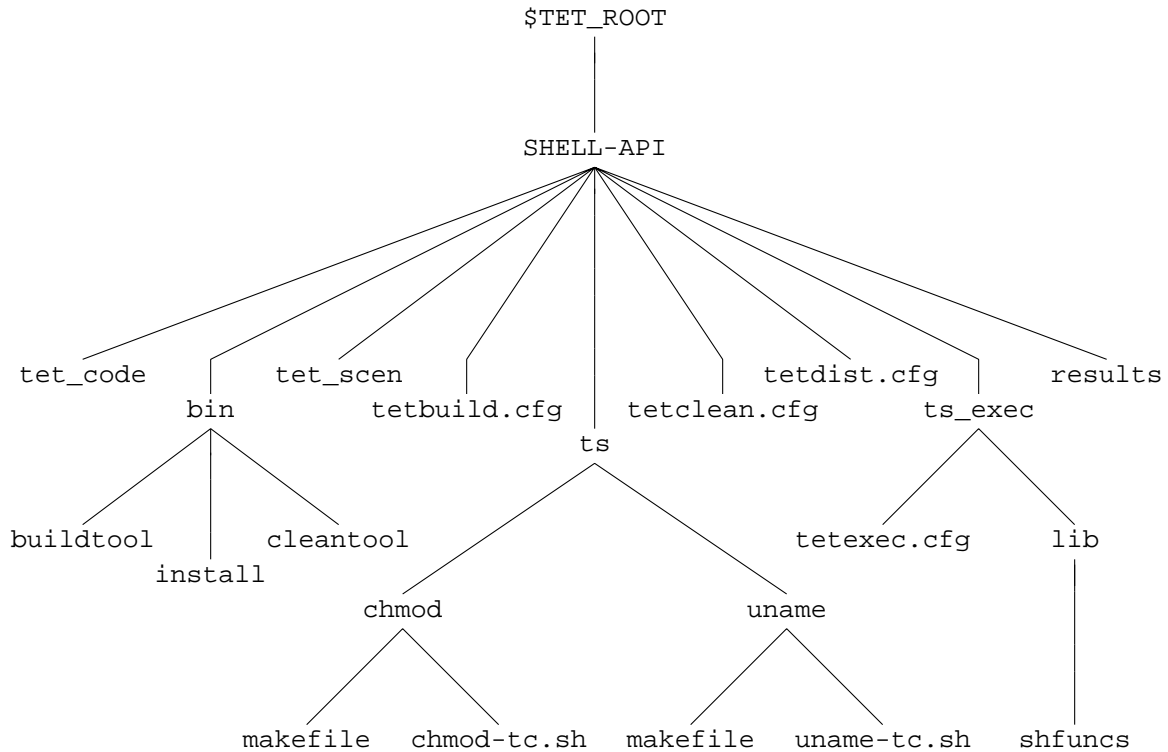 $TET_ROOT
SHELL-API
tet_code tet_scen tetdist.cfg results
bin tetbuild.cfg tetclean.cfg ts_exec
ts
buildtool cleantool tetexec.cfg lib
install
chmod uname
makefile chmod-tc.sh makefile uname-tc.sh shfuncs